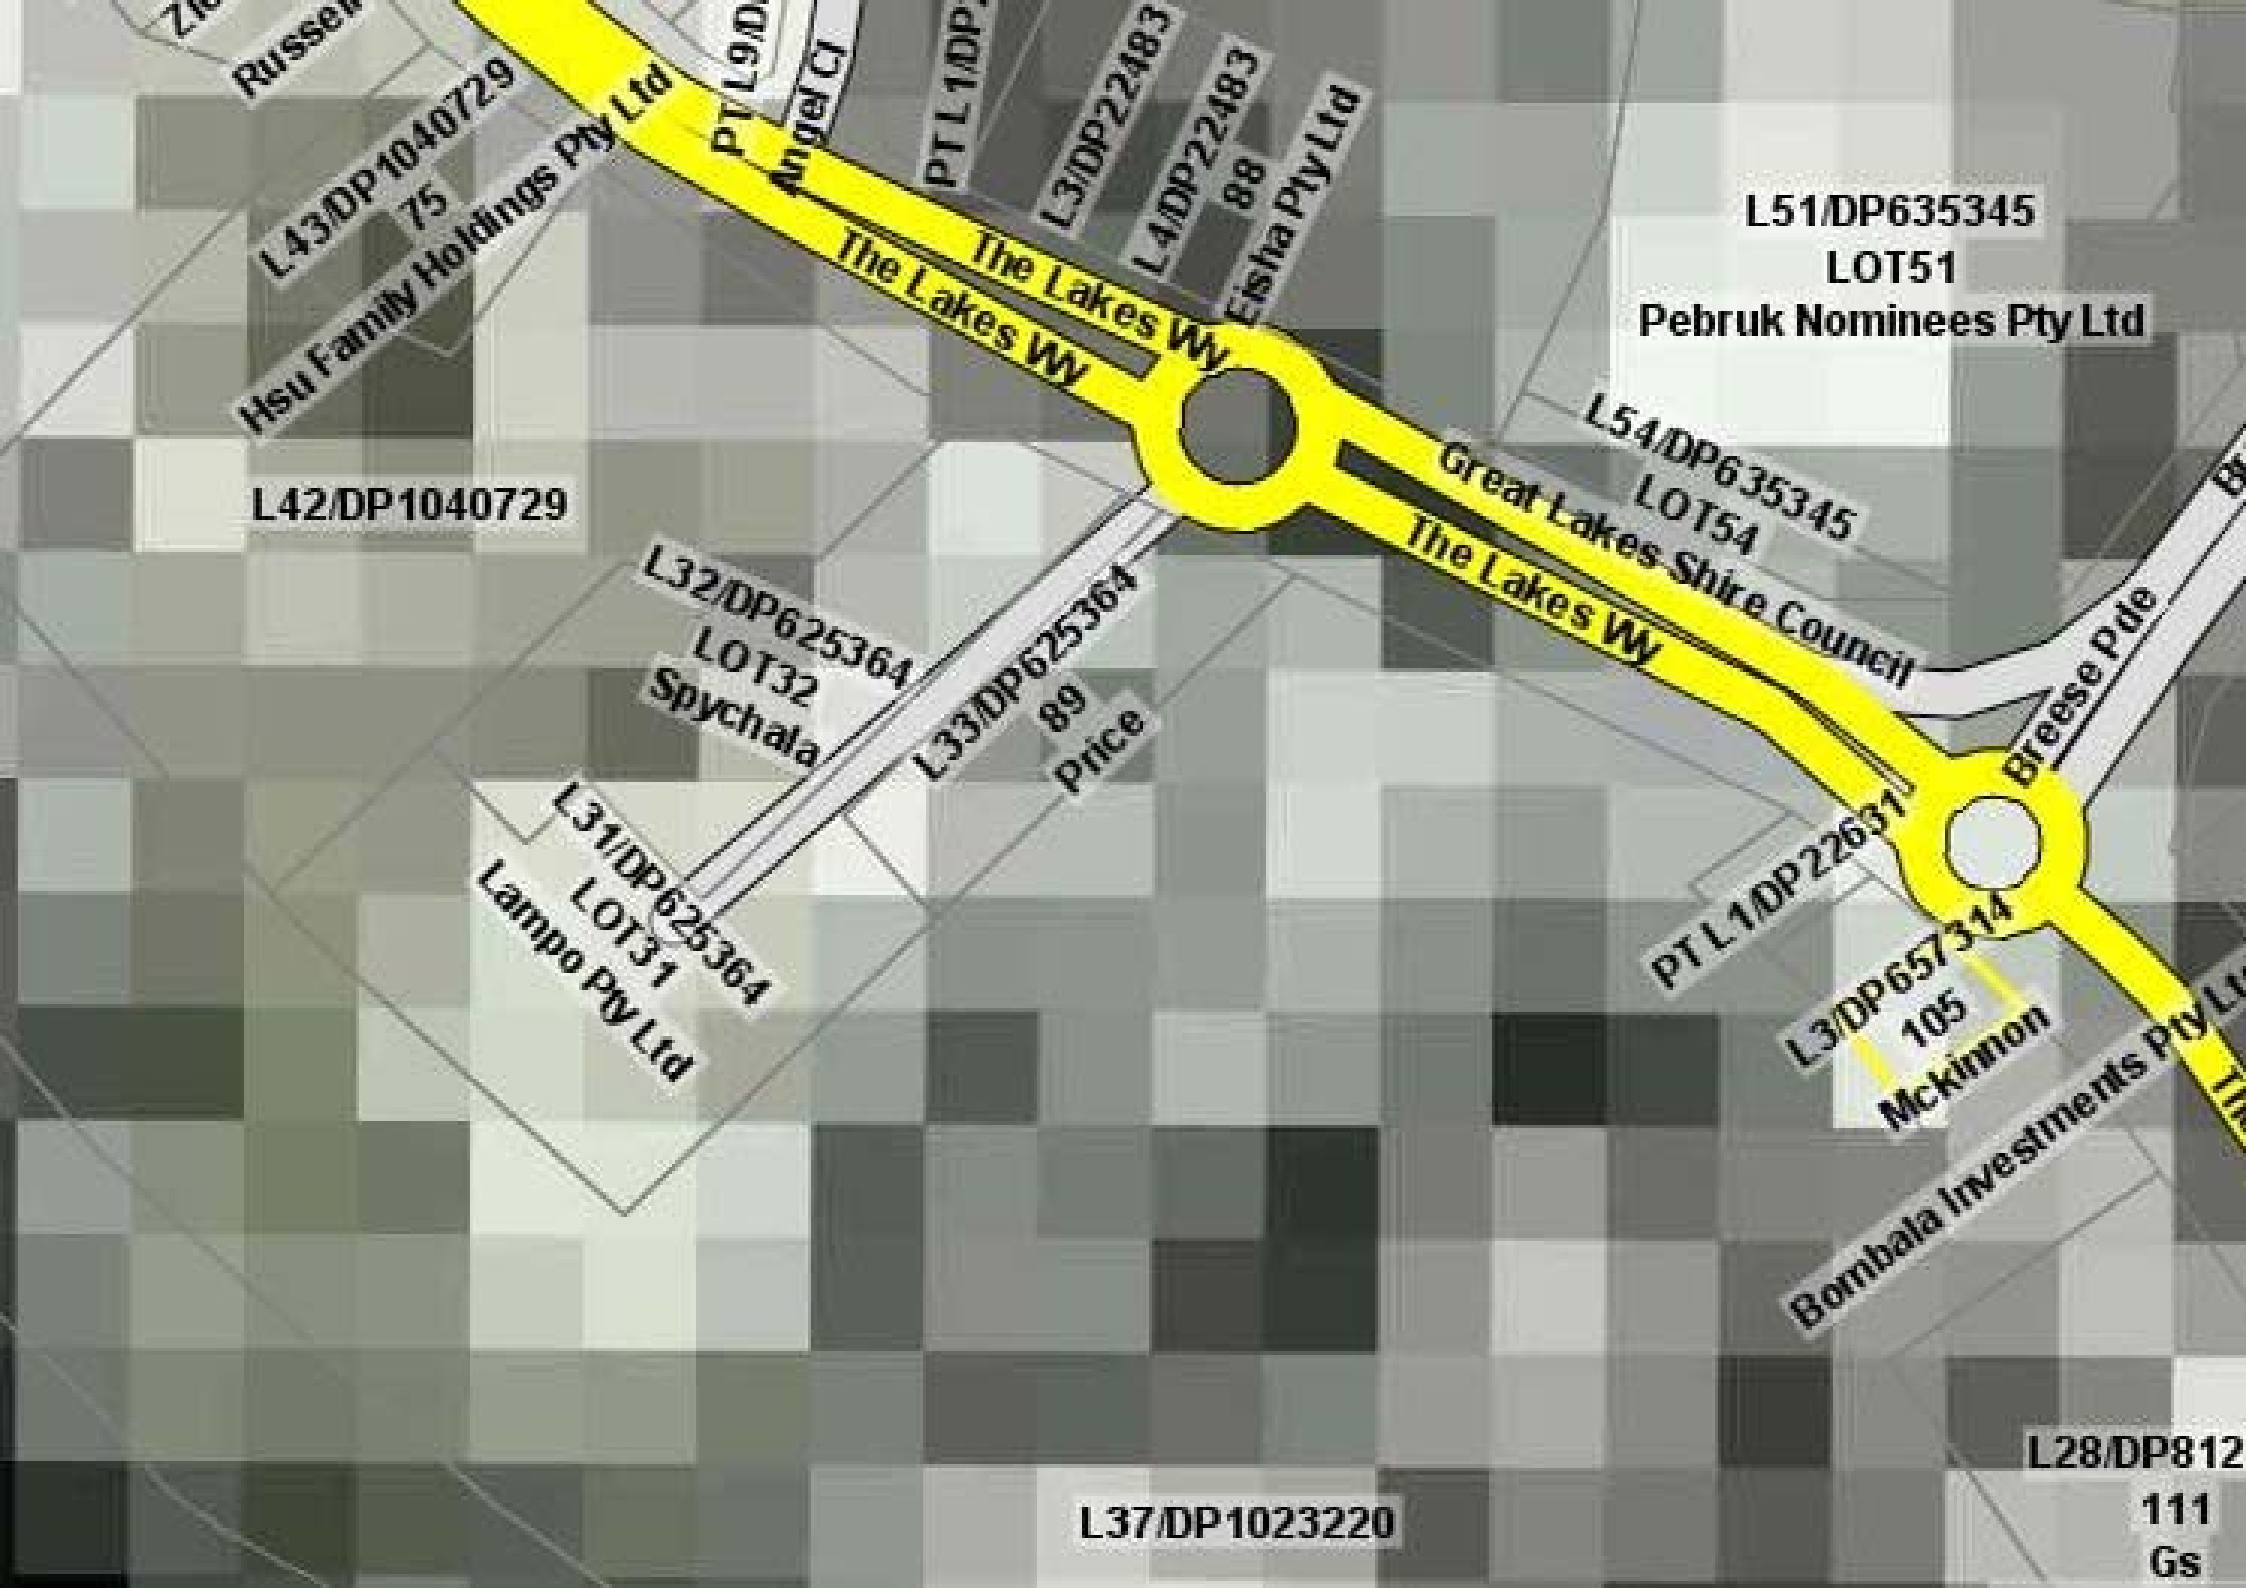 Russell
L43/DP1040729
75
Hsu Family Holdings Pty Ltd
PT L9/D
Angel Cl
PT L1/DP
L3/DP22483
L4/DP22483
88
Eisha Pty Ltd
L51/DP635345
LOT51
Pebruk Nominees Pty Ltd
The Lakes Wy
The Lakes Wy
L54/DP635345
LOT54
Great Lakes Shire Council
The Lakes Wy
L42/DP1040729
L32/DP625364
LOT32
Spychala
L33/DP625364
89
Price
Breese Pde
L31/DP625364
LOT31
Lampo Pty Ltd
PT L1/DP22631
L3/DP657314
105
Mckinnon
Bombala Investments Pty Lt
L28/DP812
111
Gs
L37/DP1023220